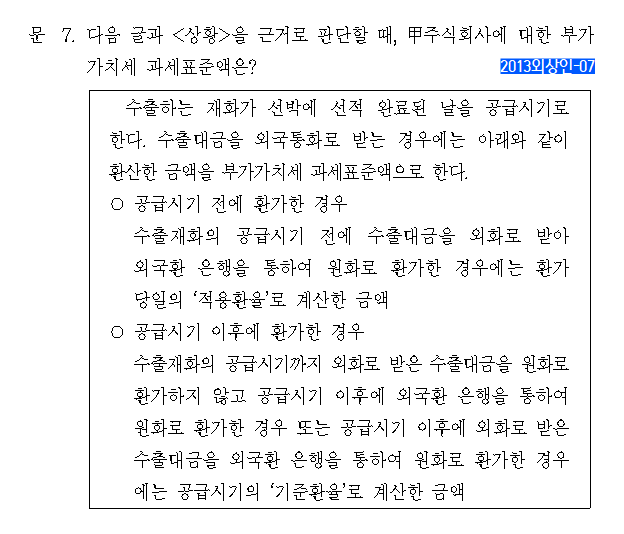 문 7. 다음 글과 <상황>을 근거로 판단할 때, 甲주식회사에 대한 부가
가치세 과세표준액은? 2013외상인-07
수출하는 재화가 선박에 선적 완료된 날을 공급시기로
한다. 수출대금을 외국통화로 받는 경우에는 아래와 같이
환산한 금액을 부가가치세 과세표준액으로 한다.
○ 공급시기 전에 환가한 경우
수출재화의 공급시기 전에 수출대금을 외화로 받아
외국환 은행을 통하여 원화로 환가한 경우에는 환가
당일의 ‘적용환율’로 계산한 금액
○ 공급시기 이후에 환가한 경우
수출재화의 공급시기까지 외화로 받은 수출대금을 원화로
환가하지 않고 공급시기 이후에 외국환 은행을 통하여
원화로 환가한 경우 또는 공급시기 이후에 외화로 받은
수출대금을 외국환 은행을 통하여 원화로 환가한 경우
에는 공급시기의 ‘기준환율’로 계산한 금액